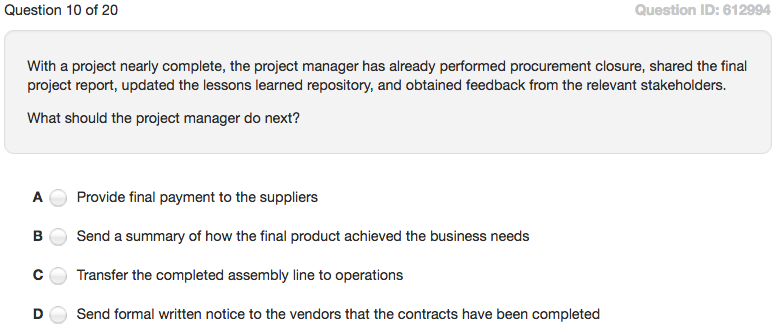 Question 10 of 20
Question ID: 612994
With a project nearly complete, the project manager has already performed procurement closure, shared the final
project report, updated the lessons learned repository, and obtained feedback from the relevant stakeholders.
What should the project manager do next?
A Provide final payment to the suppliers
B Send a summary of how the final product achieved the business needs
C Transfer the completed assembly line to operations
D Send formal written notice to the vendors that the contracts have been completed